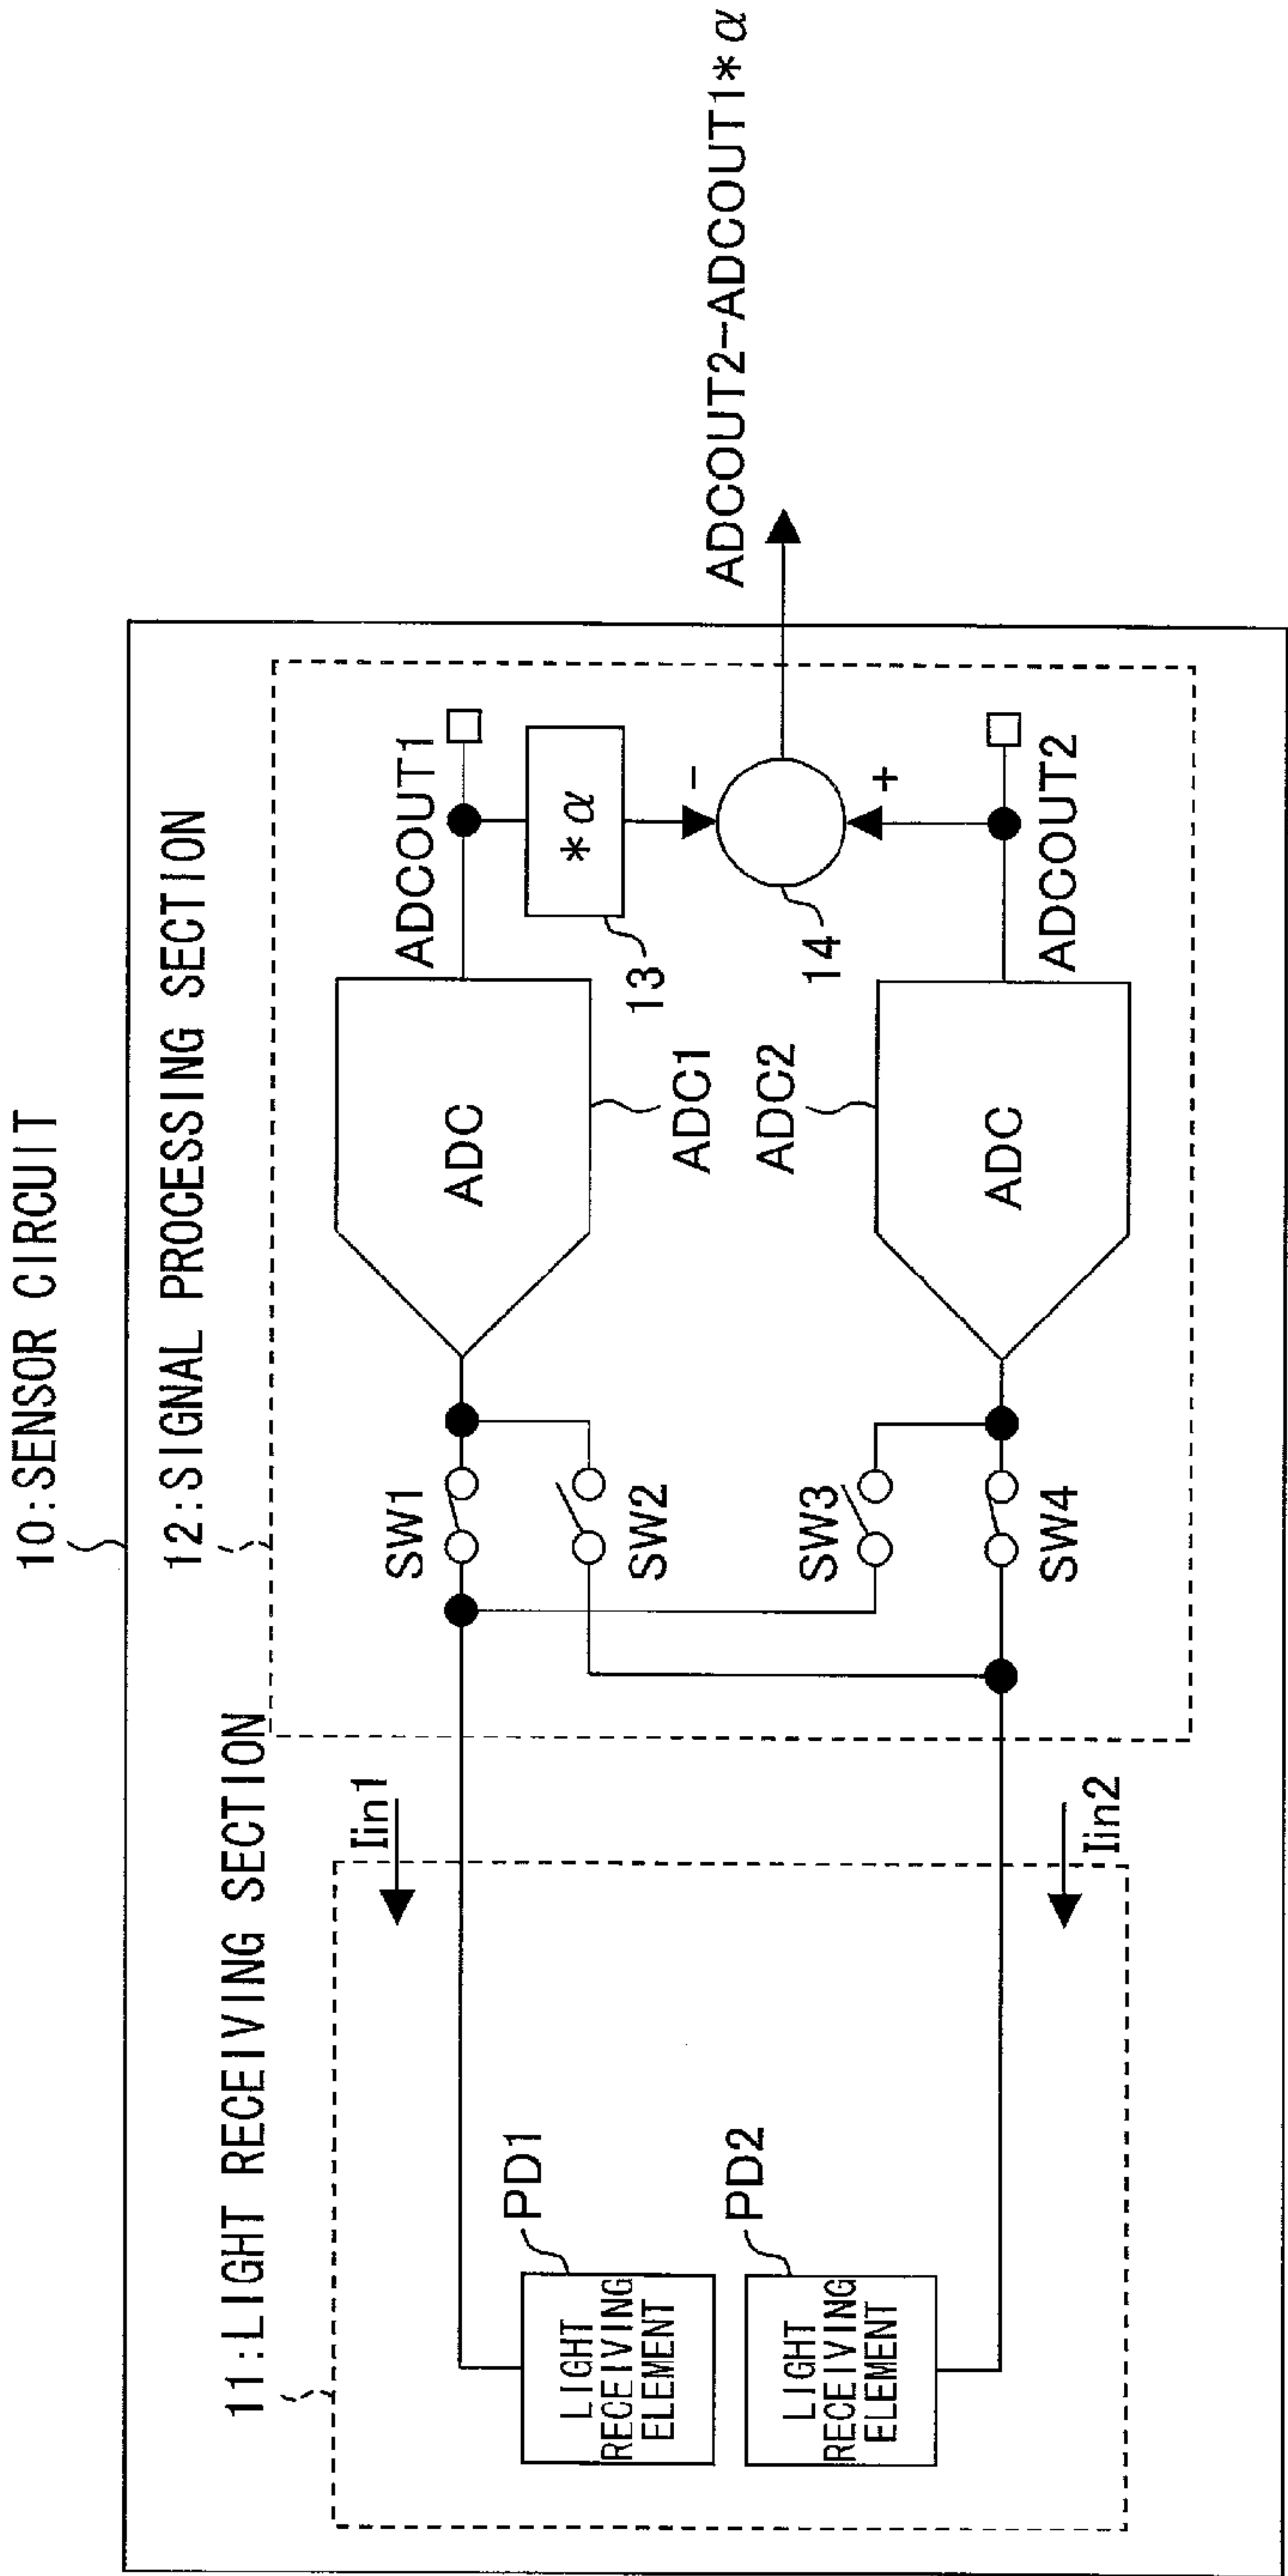 10:SENSOR CIRCUIT
12:SIGNAL PROCESSING SECTION
11:LIGHT RECEIVING SECTION
Iin1
SW1
ADC
ADCOUT1
ADC1
SW2
*α
13
-
PD1
LIGHT
RECEIVING
ELEMENT
ADCOUT2-ADCOUT1*α
14
+
PD2
LIGHT
RECEIVING
ELEMENT
SW3
ADC2
ADC
SW4
ADCOUT2
Iin2